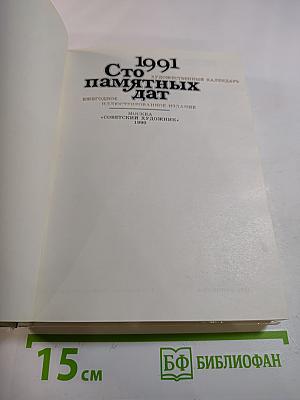 1991
Сто
ХУДОЖЕСТВЕННЫЙ КАЛЕНДАРЬ
памятных
ЕЖЕГОДНОЕ
дат
ИЛЛЮСТРИРОВАННОЕ ИЗДАНИЕ
МОСКВА
«СОВЕТСКИЙ ХУДОЖНИК»
1990
15 см
БФ БИБЛИОФАН